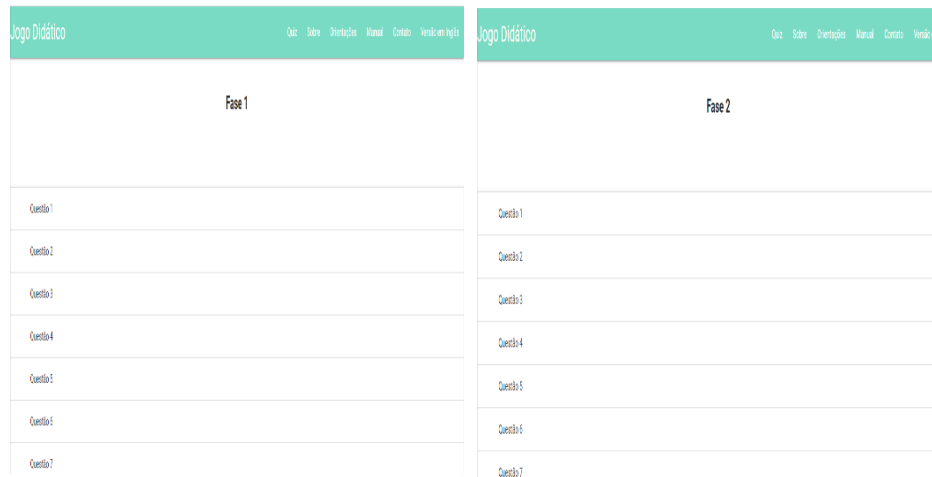 Jogo Didático
Quiz Sobre Orientações Manual Contato Versão em Inglês
Fase 1
Questão 1
Questão 2
Questão 3
Questão 4
Questão 5
Questão 6
Questão 7
Jogo Didático
Quiz Sobre Orientações Manual Contato Versão
Fase 2
Questão 1
Questão 2
Questão 3
Questão 4
Questão 5
Questão 6
Questão 7